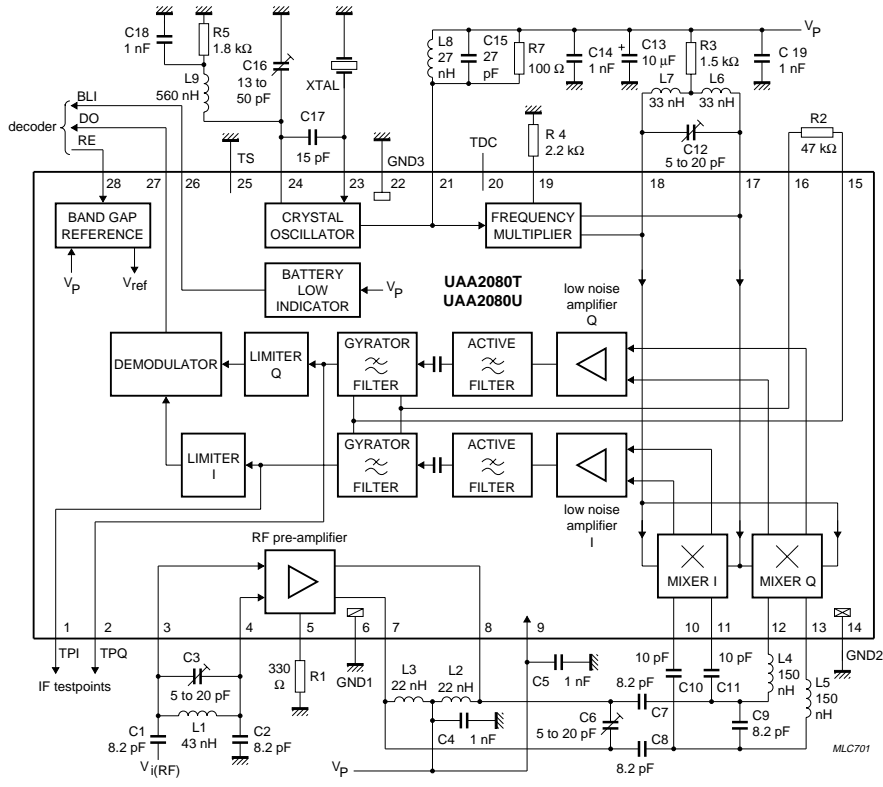 C18
1 nF
R5
1.8 kΩ
C16
13 to
50 pF
XTAL
L9
560 nH
C17
15 pF
L8
27
nH
C15
27
pF
R7
100 Ω
C14
1 nF
+
C13
10 μF
R3
1.5 kΩ
C 19
1 nF
VP
L7
33 nH
L6
33 nH
C12
5 to 20 pF
R2
47 kΩ
R 4
2.2 kΩ
TDC
GND3
TS
decoder
BLI
DO
RE
28
27
26
25
24
23
22
21
20
19
18
17
16
15
BAND GAP
REFERENCE
VP
Vref
CRYSTAL
OSCILLATOR
FREQUENCY
MULTIPLIER
BATTERY
LOW
INDICATOR
VP
UAA2080T
UAA2080U
low noise
amplifier
Q
DEMODULATOR
LIMITER
Q
GYRATOR
FILTER
ACTIVE
FILTER
LIMITER
I
GYRATOR
FILTER
ACTIVE
FILTER
low noise
amplifier
I
RF pre-amplifier
MIXER I
MIXER Q
1
2
3
4
5
6
7
8
9
10
11
12
13
14
TPI
TPQ
IF testpoints
C3
5 to 20 pF
L1
43 nH
C1
8.2 pF
C2
8.2 pF
Vi(RF)
330
Ω
R1
GND1
L3
22 nH
L2
22 nH
C4
1 nF
C5
1 nF
VP
C6
5 to 20 pF
8.2 pF
C7
C8
8.2 pF
10 pF
C10
10 pF
C11
C9
8.2 pF
L4
150
nH
L5
150
nH
GND2
MLC701